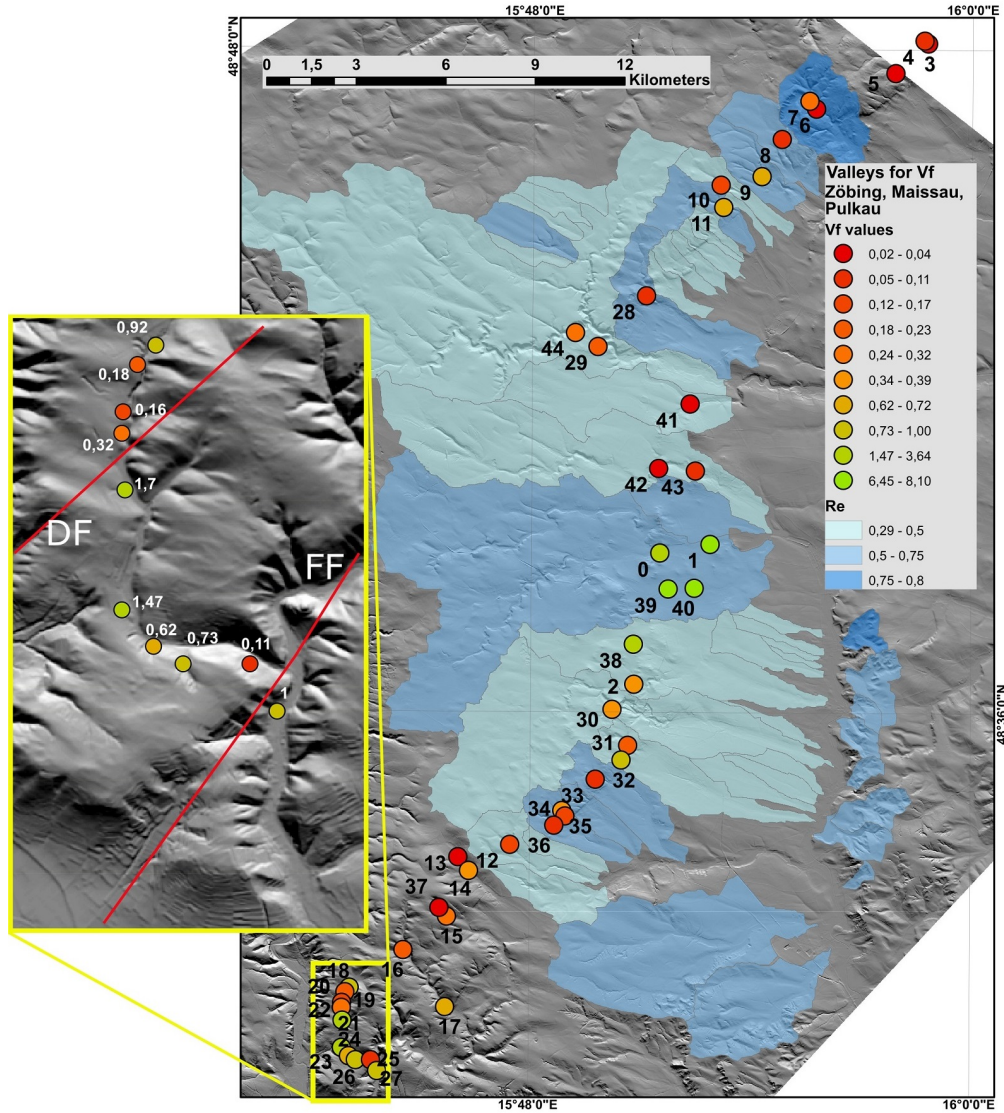 15°48'0"E 16°0'0"E
48°48'0"N
0 1,5 3 6 9 12
Kilometers
4
3
5
7
6
8
9
10
11
Valleys for Vf
Zöbing, Maissau,
Pulkau
Vf values
0,02 - 0,04
0,05 - 0,11
0,12 - 0,17
0,18 - 0,23
0,24 - 0,32
0,34 - 0,39
0,62 - 0,72
0,73 - 1,00
1,47 - 3,64
6,45 - 8,10
Re
0,29 - 0,5
0,5 - 0,75
0,75 - 0,8
28
44
29
41
42 43
0
1
39 40
38
2
30
31
32
33
34
35
36
12
13
14
37
15
16
17
18
20
19
22
21
24
23
25
26
27
0,92
0,18
0,16
0,32
1,7
DF
FF
1,47
0,62
0,73
0,11
1
48°36'0"N
15°48'0"E 16°0'0"E